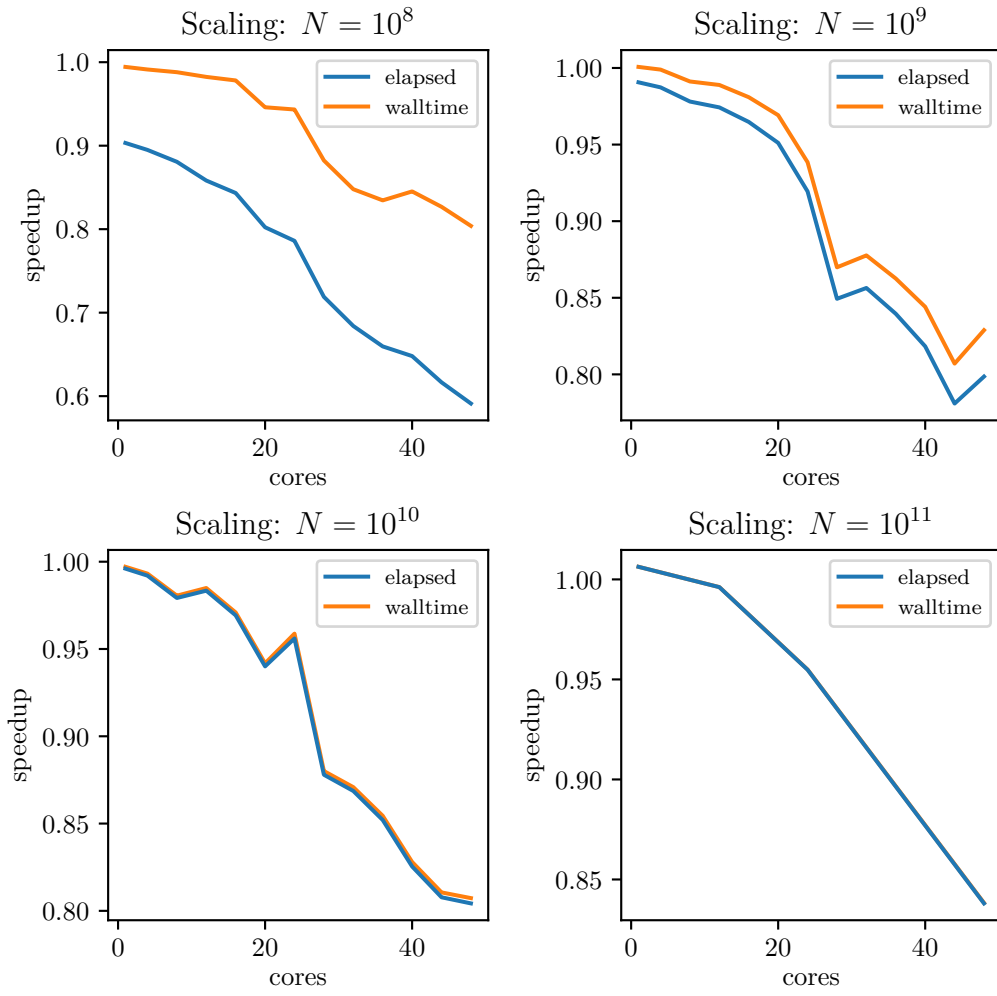 Scaling: N = 10^8
1.0
0.9
0.8
0.7
0.6
speedup
elapsed
walltime
0
20
40
cores
Scaling: N = 10^9
1.00
0.95
0.90
0.85
0.80
speedup
elapsed
walltime
0
20
40
cores
Scaling: N = 10^10
1.00
0.95
0.90
0.85
0.80
speedup
elapsed
walltime
0
20
40
cores
Scaling: N = 10^11
1.00
0.95
0.90
0.85
speedup
elapsed
walltime
0
20
40
cores